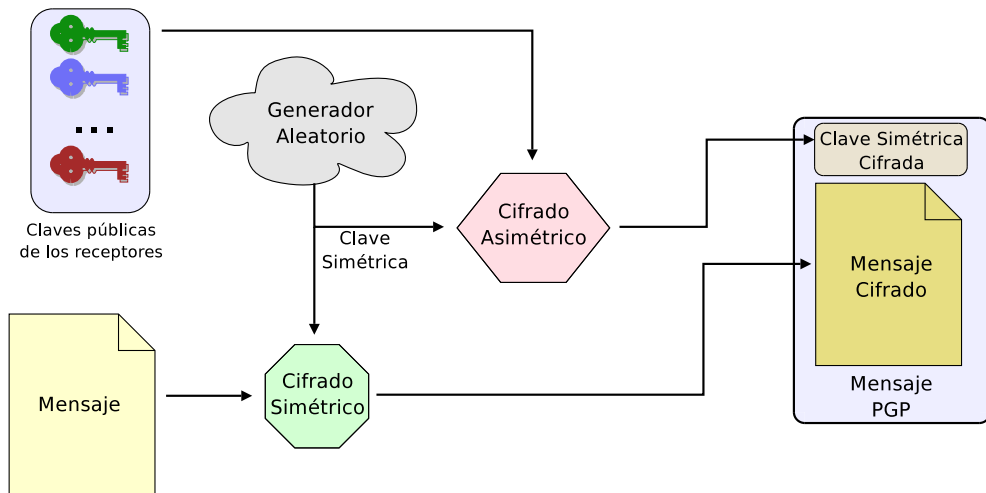 Claves públicas
de los receptores
Generador
Aleatorio
Clave
Simétrica
Cifrado
Asimétrico
Clave Simétrica
Cifrada
Mensaje
Cifrado
Mensaje
PGP
Mensaje
Cifrado
Simétrico